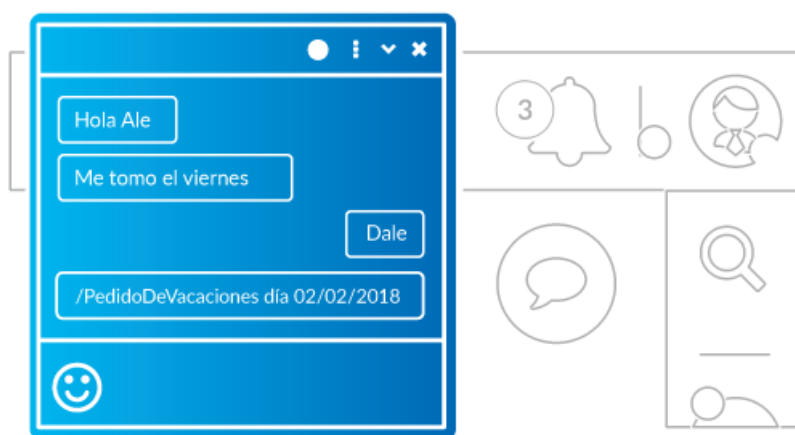 Hola Ale
Me tomo el viernes
Dale
/PedidoDeVacaciones día 02/02/2018
3